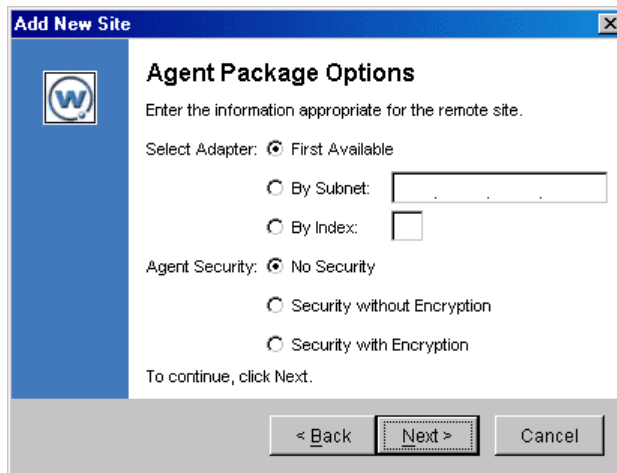 Add New Site
W
Agent Package Options
Enter the information appropriate for the remote site.
Select Adapter: First Available
By Subnet: . . .
By Index:
Agent Security: No Security
Security without Encryption
Security with Encryption
To continue, click Next.
< Back Next > Cancel